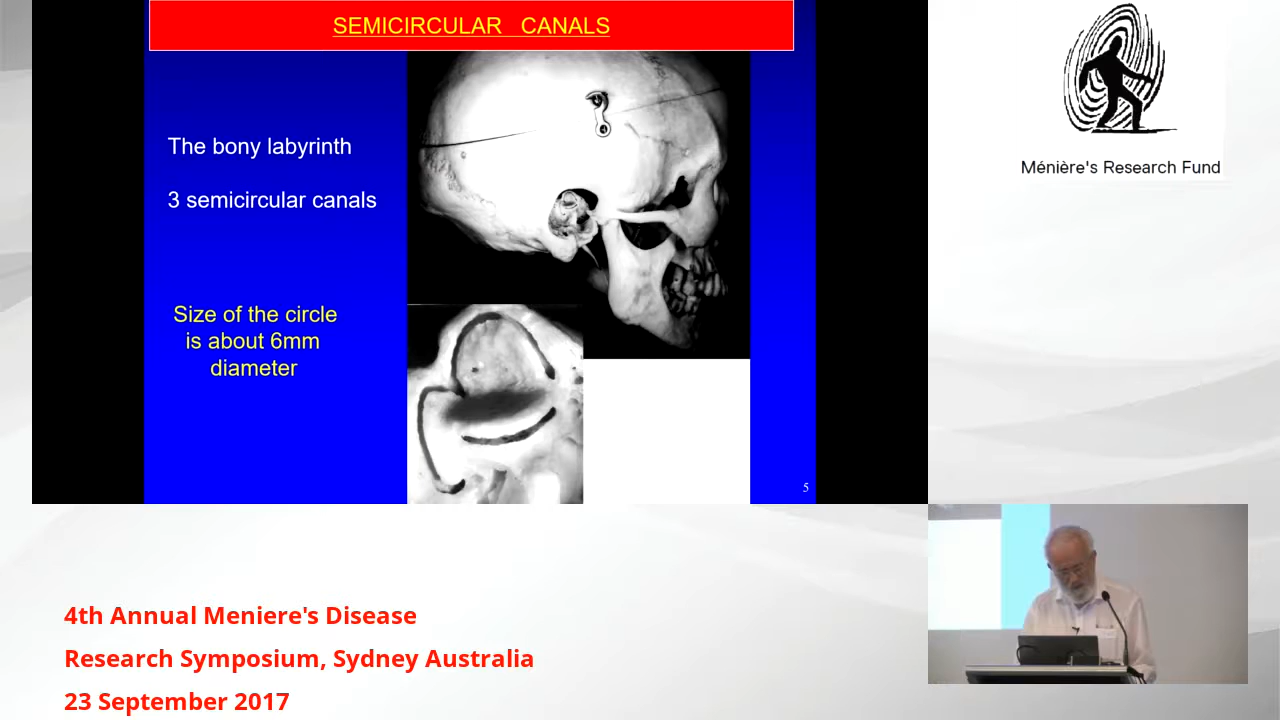 SEMICIRCULAR CANALS
The bony labyrinth
3 semicircular canals
Size of the circle
is about 6mm
diameter
5
Ménière's Research Fund
4th Annual Meniere's Disease
Research Symposium, Sydney Australia
23 September 2017